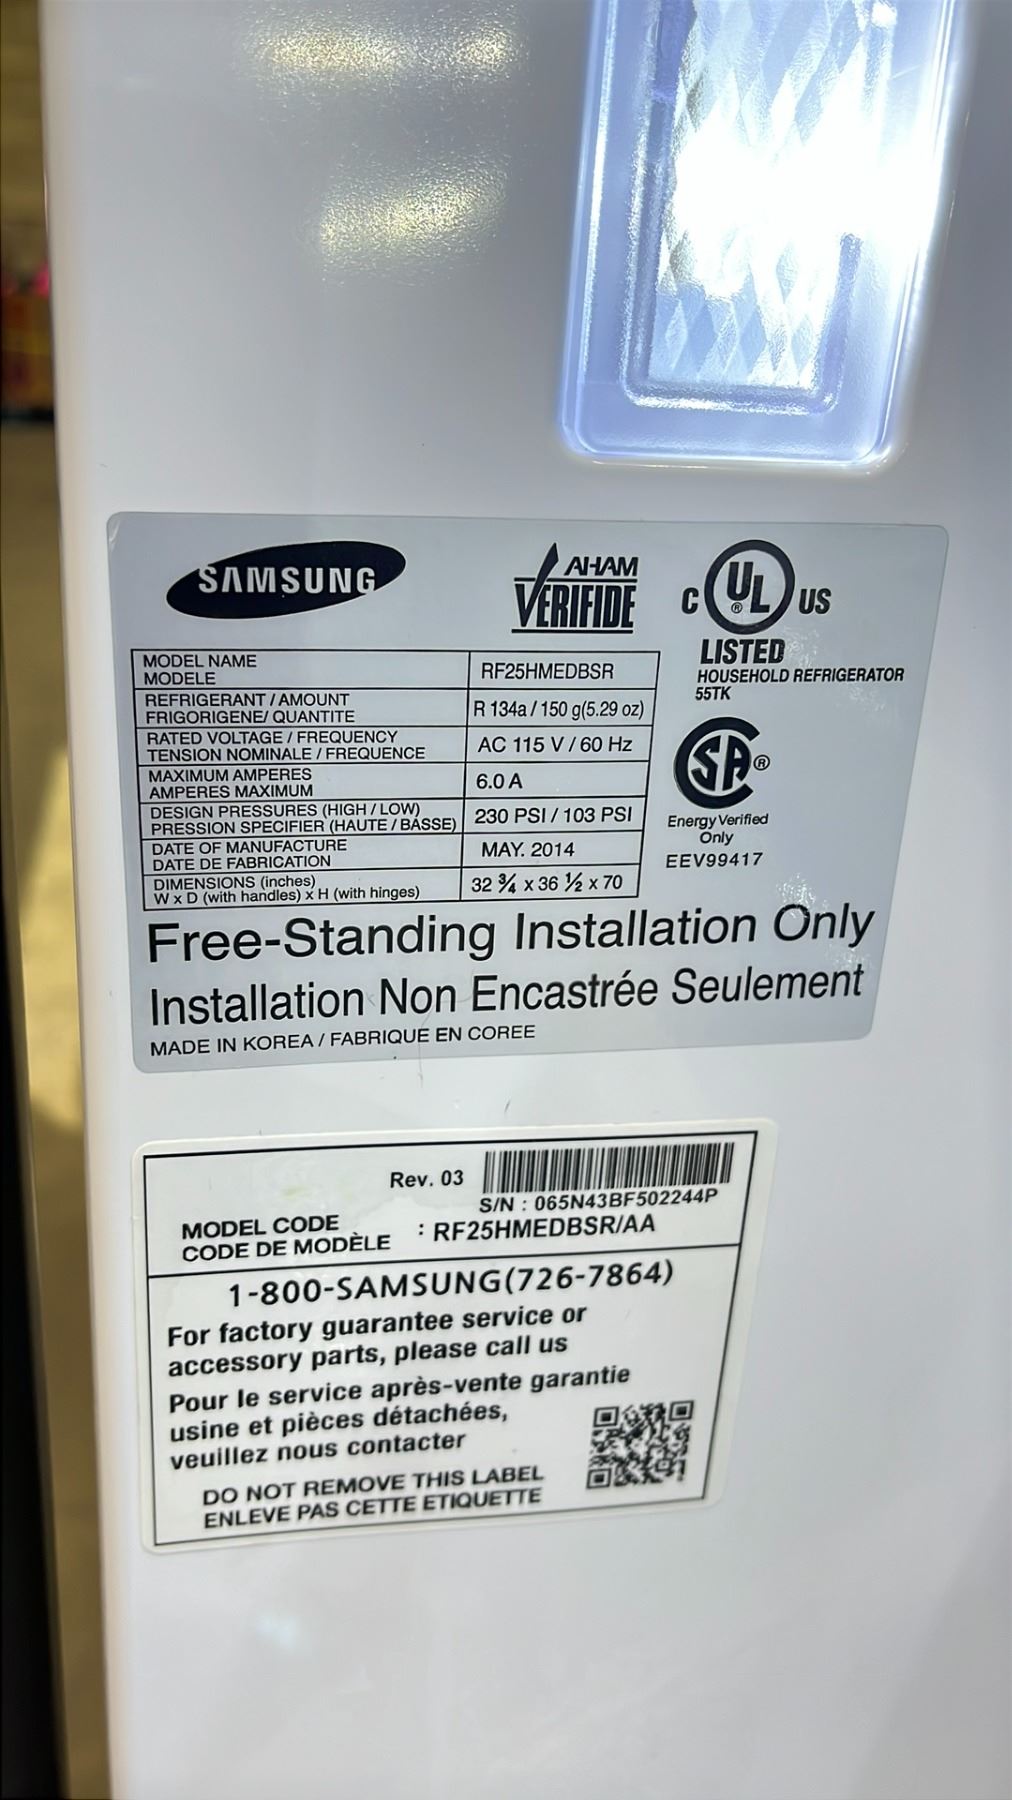 SAMSUNG
AHAM
VERIFIDE
C UL ® US
LISTED
HOUSEHOLD REFRIGERATOR
55TK
MODEL NAME
MODELE
RF25HMEDBSR
REFRIGERANT / AMOUNT
FRIGORIGENE/ QUANTITE
R 134a / 150 g(5.29 oz)
RATED VOLTAGE / FREQUENCY
TENSION NOMINALE / FREQUENCE
AC 115 V / 60 Hz
MAXIMUM AMPERES
AMPERES MAXIMUM
6.0 A
DESIGN PRESSURES (HIGH / LOW)
PRESSION SPECIFIER (HAUTE / BASSE)
230 PSI / 103 PSI
DATE OF MANUFACTURE
DATE DE FABRICATION
MAY. 2014
DIMENSIONS (inches)
W x D (with handles) x H (with hinges)
32 ¾ x 36 ½ x 70
SA ®
Energy Verified
Only
EEV99417
Free-Standing Installation Only
Installation Non Encastrée Seulement
MADE IN KOREA / FABRIQUE EN COREE
Rev. 03
S/N : 065N43BF502244P
MODEL CODE
CODE DE MODÈLE
: RF25HMEDBSR/AA
1-800-SAMSUNG(726-7864)
For factory guarantee service or
accessory parts, please call us
Pour le service après-vente garantie
usine et pièces détachées,
veuillez nous contacter
DO NOT REMOVE THIS LABEL
ENLEVE PAS CETTE ETIQUETTE